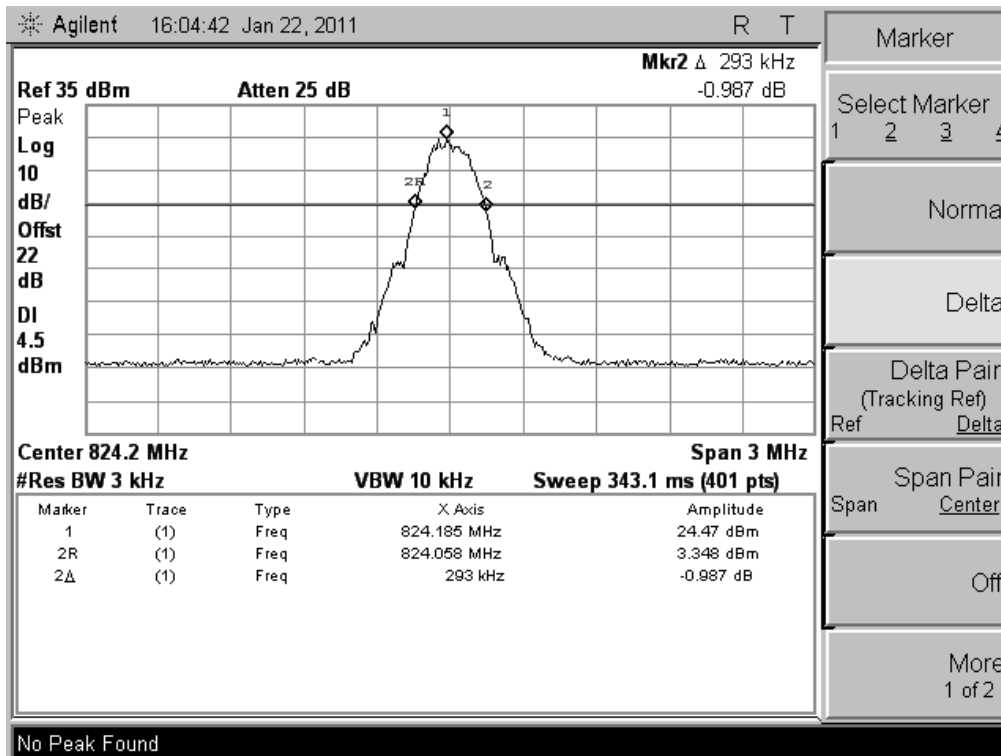 Agilent 16:04:42 Jan 22, 2011 R T
Mkr2 Δ 293 kHz
Ref 35 dBm Atten 25 dB -0.987 dB
Peak
Log
10
dB/
Offst
22
dB
DI
4.5
dBm
1
2R 2
Center 824.2 MHz Span 3 MHz
#Res BW 3 kHz VBW 10 kHz Sweep 343.1 ms (401 pts)
Marker Trace Type X Axis Amplitude
1 (1) Freq 824.185 MHz 24.47 dBm
2R (1) Freq 824.058 MHz 3.348 dBm
2Δ (1) Freq 293 kHz -0.987 dB
Marker
Select Marker
1 2 3 4
Norma
Delta
Delta Pair
(Tracking Ref)
Ref Delta
Span Pair
Span Center
Off
More
1 of 2
No Peak Found